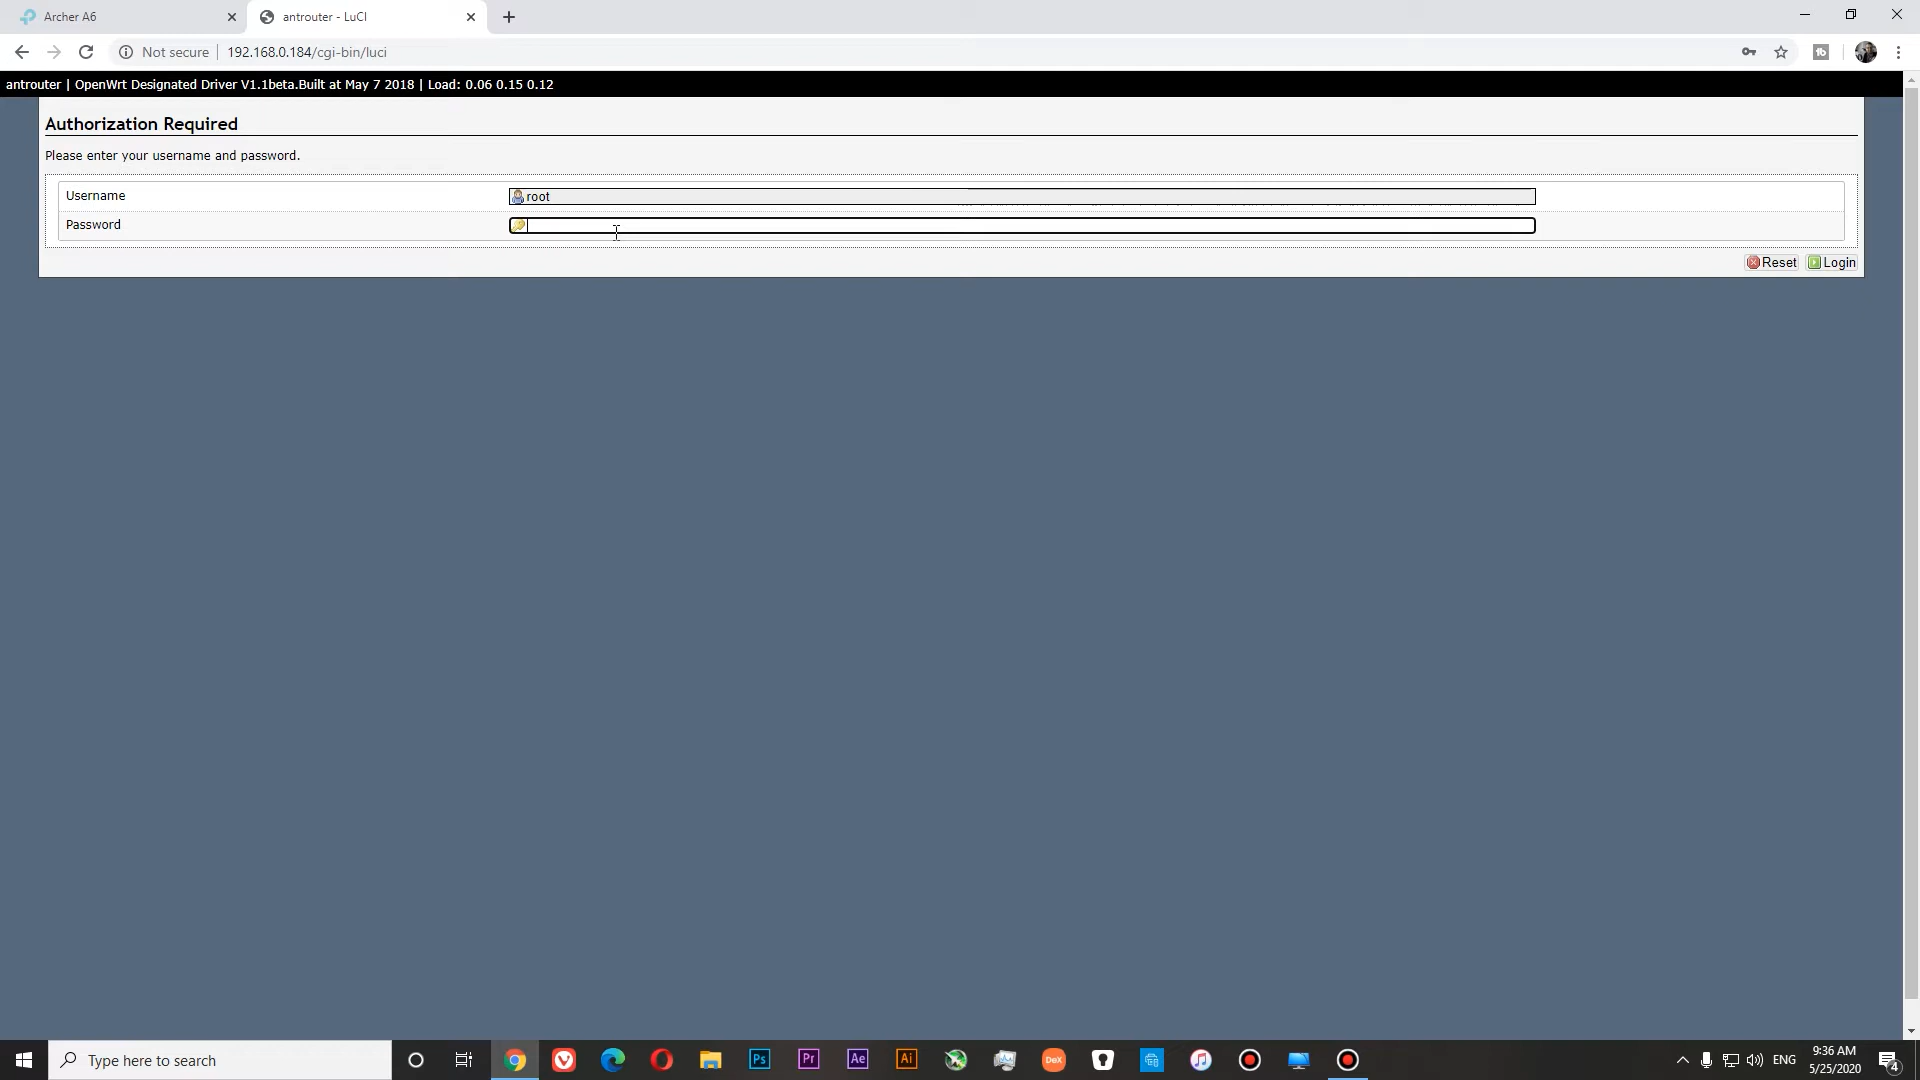 Archer A6
antrouter - LuCI
Not secure 192.168.0.184/cgi-bin/luci
antrouter | OpenWrt Designated Driver V1.1beta.Built at May 7 2018 | Load: 0.06 0.15 0.12
Authorization Required
Please enter your username and password.
Username root
Password
Reset Login
Type here to search
Ps Pr Ae Ai DeX
ENG
9:36 AM
5/25/2020
4